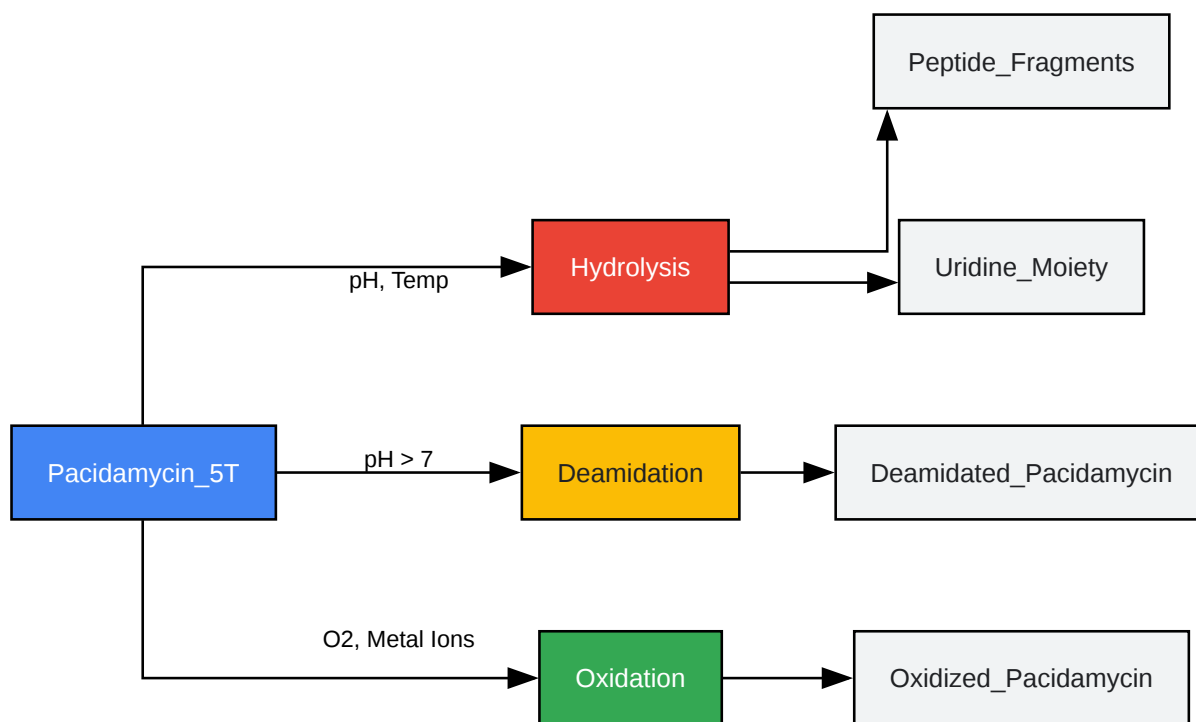 Peptide_Fragments
Hydrolysis
Uridine_Moiety
pH, Temp
Pacidamycin_5T
pH > 7
Deamidation
Deamidated_Pacidamycin
O2, Metal Ions
Oxidation
Oxidized_Pacidamycin